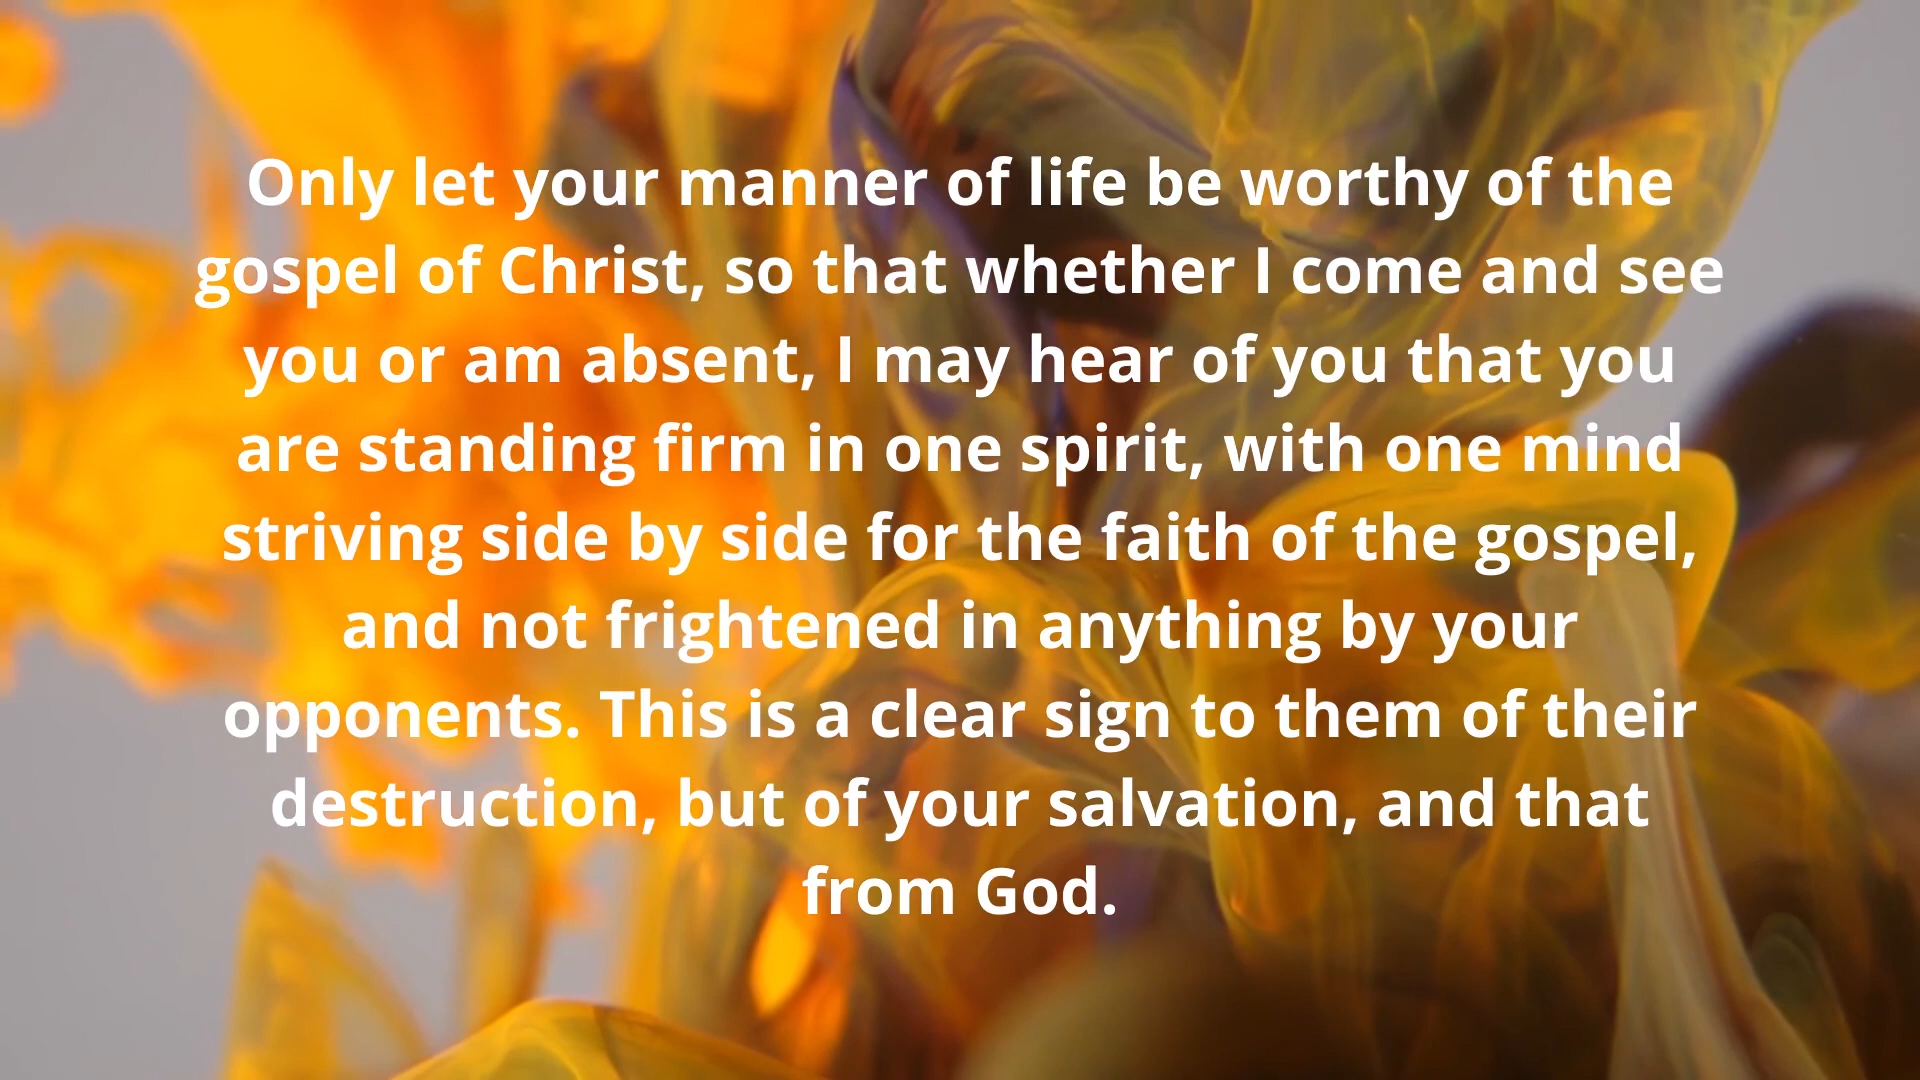 Only let your manner of life be worthy of the
gospel of Christ, so that whether I come and see
you or am absent, I may hear of you that you
are standing firm in one spirit, with one mind
striving side by side for the faith of the gospel,
and not frightened in anything by your
opponents. This is a clear sign to them of their
destruction, but of your salvation, and that
from God.